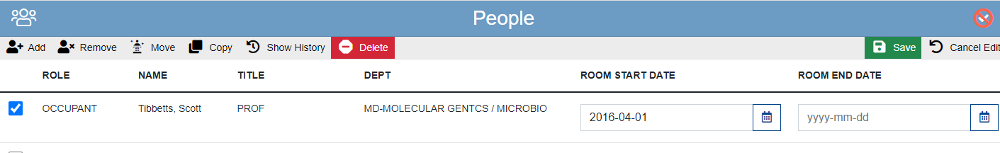 People
Add Remove Move Copy Show History Delete Save Cancel Edit
ROLE NAME TITLE DEPT ROOM START DATE ROOM END DATE
OCCUPANT Tibbetts, Scott PROF MD-MOLECULAR GENTCS / MICROBIO 2016-04-01 yyyy-mm-dd